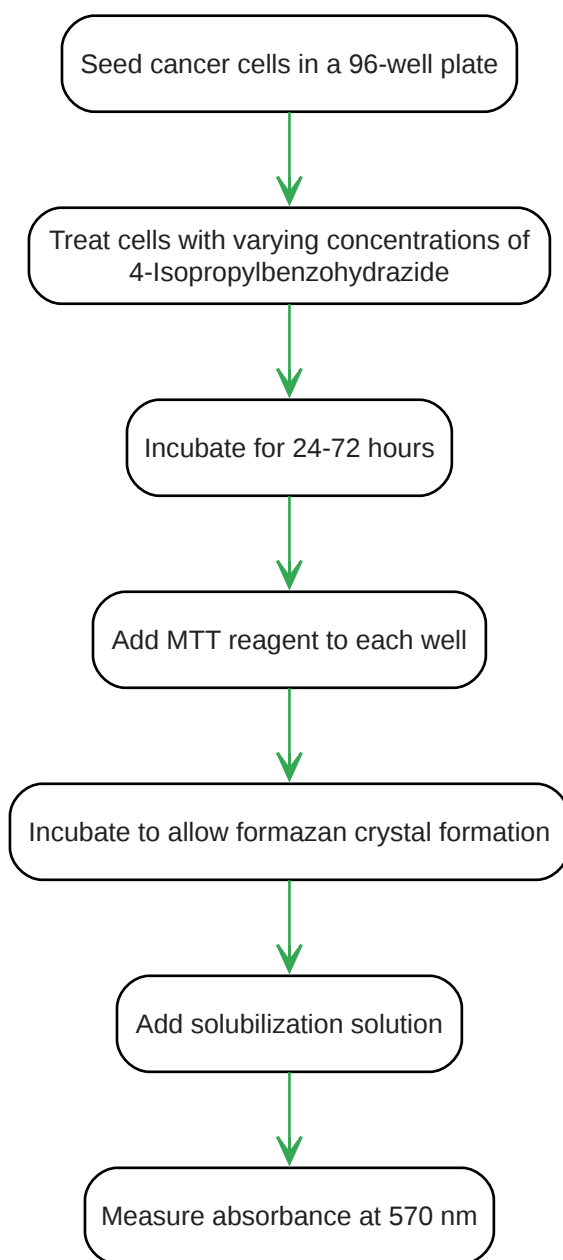 Seed cancer cells in a 96-well plate
Treat cells with varying concentrations of
4-Isopropylbenzohydrazide
Incubate for 24-72 hours
Add MTT reagent to each well
Incubate to allow formazan crystal formation
Add solubilization solution
Measure absorbance at 570 nm